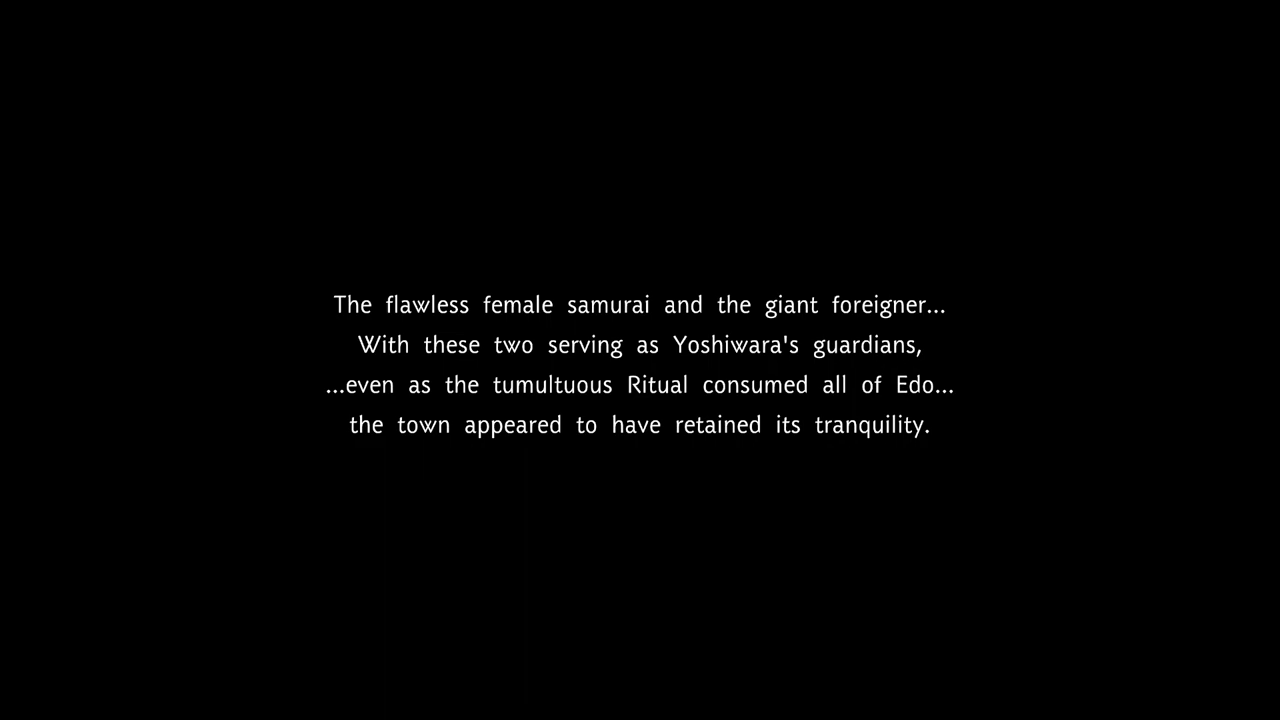 The flawless female samurai and the giant foreigner...
With these two serving as Yoshiwara's guardians,
...even as the tumultuous Ritual consumed all of Edo...
the town appeared to have retained its tranquility.